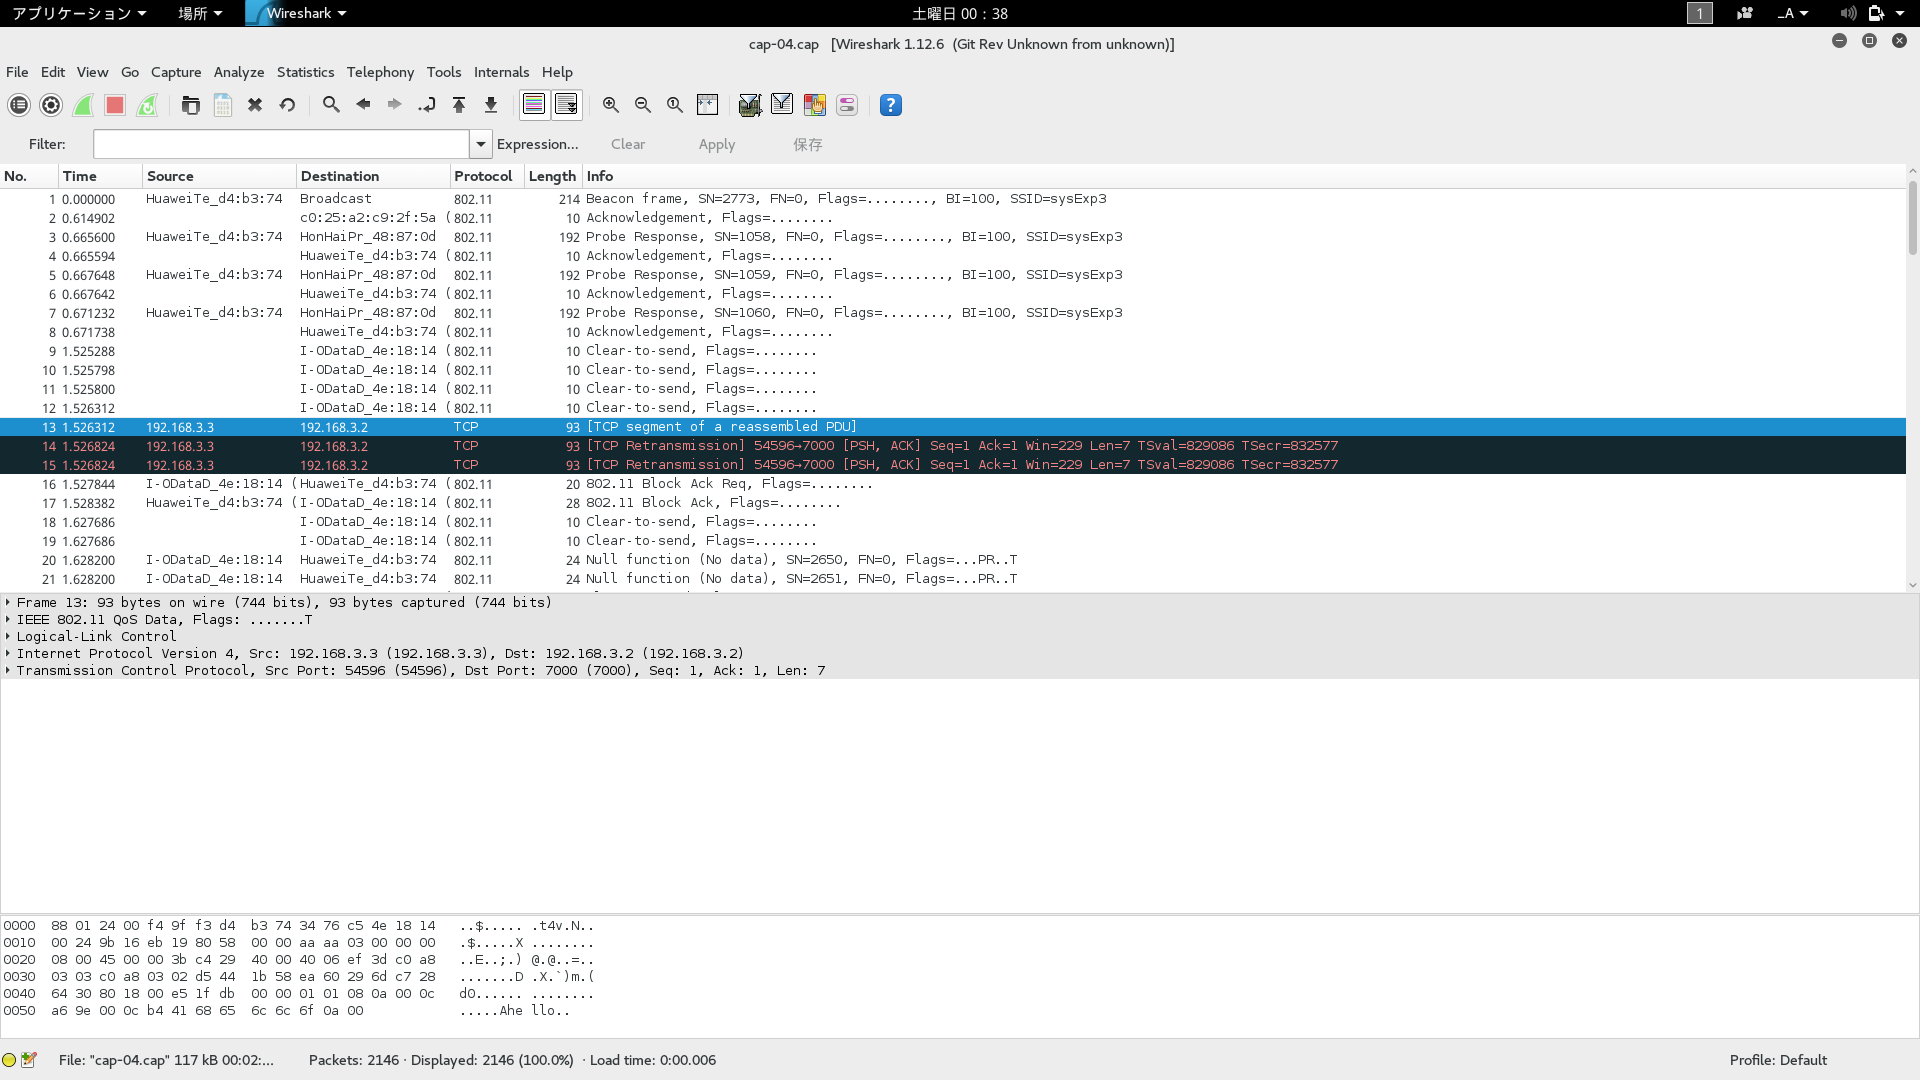 アプリケーション 場所 Wireshark 土曜日 00：38 1 _A
cap-04.cap [Wireshark 1.12.6 (Git Rev Unknown from unknown)]
File Edit View Go Capture Analyze Statistics Telephony Tools Internals Help
Filter: Expression... Clear Apply 保存
No. Time Source Destination Protocol Length Info
1 0.000000 HuaweiTe_d4:b3:74 Broadcast 802.11 214 Beacon frame, SN=2773, FN=0, Flags=........, BI=100, SSID=sysExp3
2 0.614902 c0:25:a2:c9:2f:5a ( 802.11 10 Acknowledgement, Flags=........
3 0.665600 HuaweiTe_d4:b3:74 HonHaiPr_48:87:0d 802.11 192 Probe Response, SN=1058, FN=0, Flags=........, BI=100, SSID=sysExp3
4 0.665594 HuaweiTe_d4:b3:74 ( 802.11 10 Acknowledgement, Flags=........
5 0.667648 HuaweiTe_d4:b3:74 HonHaiPr_48:87:0d 802.11 192 Probe Response, SN=1059, FN=0, Flags=........, BI=100, SSID=sysExp3
6 0.667642 HuaweiTe_d4:b3:74 ( 802.11 10 Acknowledgement, Flags=........
7 0.671232 HuaweiTe_d4:b3:74 HonHaiPr_48:87:0d 802.11 192 Probe Response, SN=1060, FN=0, Flags=........, BI=100, SSID=sysExp3
8 0.671738 HuaweiTe_d4:b3:74 ( 802.11 10 Acknowledgement, Flags=........
9 1.525288 I-ODataD_4e:18:14 ( 802.11 10 Clear-to-send, Flags=........
10 1.525798 I-ODataD_4e:18:14 ( 802.11 10 Clear-to-send, Flags=........
11 1.525800 I-ODataD_4e:18:14 ( 802.11 10 Clear-to-send, Flags=........
12 1.526312 I-ODataD_4e:18:14 ( 802.11 10 Clear-to-send, Flags=........
13 1.526312 192.168.3.3 192.168.3.2 TCP 93 [TCP segment of a reassembled PDU]
14 1.526824 192.168.3.3 192.168.3.2 TCP 93 [TCP Retransmission] 54596→7000 [PSH, ACK] Seq=1 Ack=1 Win=229 Len=7 TSval=829086 TSecr=832577
15 1.526824 192.168.3.3 192.168.3.2 TCP 93 [TCP Retransmission] 54596→7000 [PSH, ACK] Seq=1 Ack=1 Win=229 Len=7 TSval=829086 TSecr=832577
16 1.527844 I-ODataD_4e:18:14 ( HuaweiTe_d4:b3:74 ( 802.11 20 802.11 Block Ack Req, Flags=........
17 1.528382 HuaweiTe_d4:b3:74 ( I-ODataD_4e:18:14 ( 802.11 28 802.11 Block Ack, Flags=........
18 1.627686 I-ODataD_4e:18:14 ( 802.11 10 Clear-to-send, Flags=........
19 1.627686 I-ODataD_4e:18:14 ( 802.11 10 Clear-to-send, Flags=........
20 1.628200 I-ODataD_4e:18:14 HuaweiTe_d4:b3:74 802.11 24 Null function (No data), SN=2650, FN=0, Flags=...PR..T
21 1.628200 I-ODataD_4e:18:14 HuaweiTe_d4:b3:74 802.11 24 Null function (No data), SN=2651, FN=0, Flags=...PR..T
Frame 13: 93 bytes on wire (744 bits), 93 bytes captured (744 bits)
IEEE 802.11 QoS Data, Flags: .......T
Logical-Link Control
Internet Protocol Version 4, Src: 192.168.3.3 (192.168.3.3), Dst: 192.168.3.2 (192.168.3.2)
Transmission Control Protocol, Src Port: 54596 (54596), Dst Port: 7000 (7000), Seq: 1, Ack: 1, Len: 7
0000 88 01 24 00 f4 9f f3 d4 b3 74 34 76 c5 4e 18 14 ..$..... .t4v.N..
0010 00 24 9b 16 eb 19 80 58 00 00 aa aa 03 00 00 00 .$.....X ........
0020 08 00 45 00 00 3b c4 29 40 00 40 06 ef 3d c0 a8 ..E..;.) @.@..=..
0030 03 03 c0 a8 03 02 d5 44 1b 58 ea 60 29 6d c7 28 .......D .X.`)m.(
0040 64 30 80 18 00 e5 1f db 00 00 01 01 08 0a 00 0c d0...... ........
0050 a6 9e 00 0c b4 41 68 65 6c 6c 6f 0a 00 .....Ahe llo..
File: "cap-04.cap" 117 kB 00:02:... Packets: 2146 · Displayed: 2146 (100.0%) · Load time: 0:00.006 Profile: Default